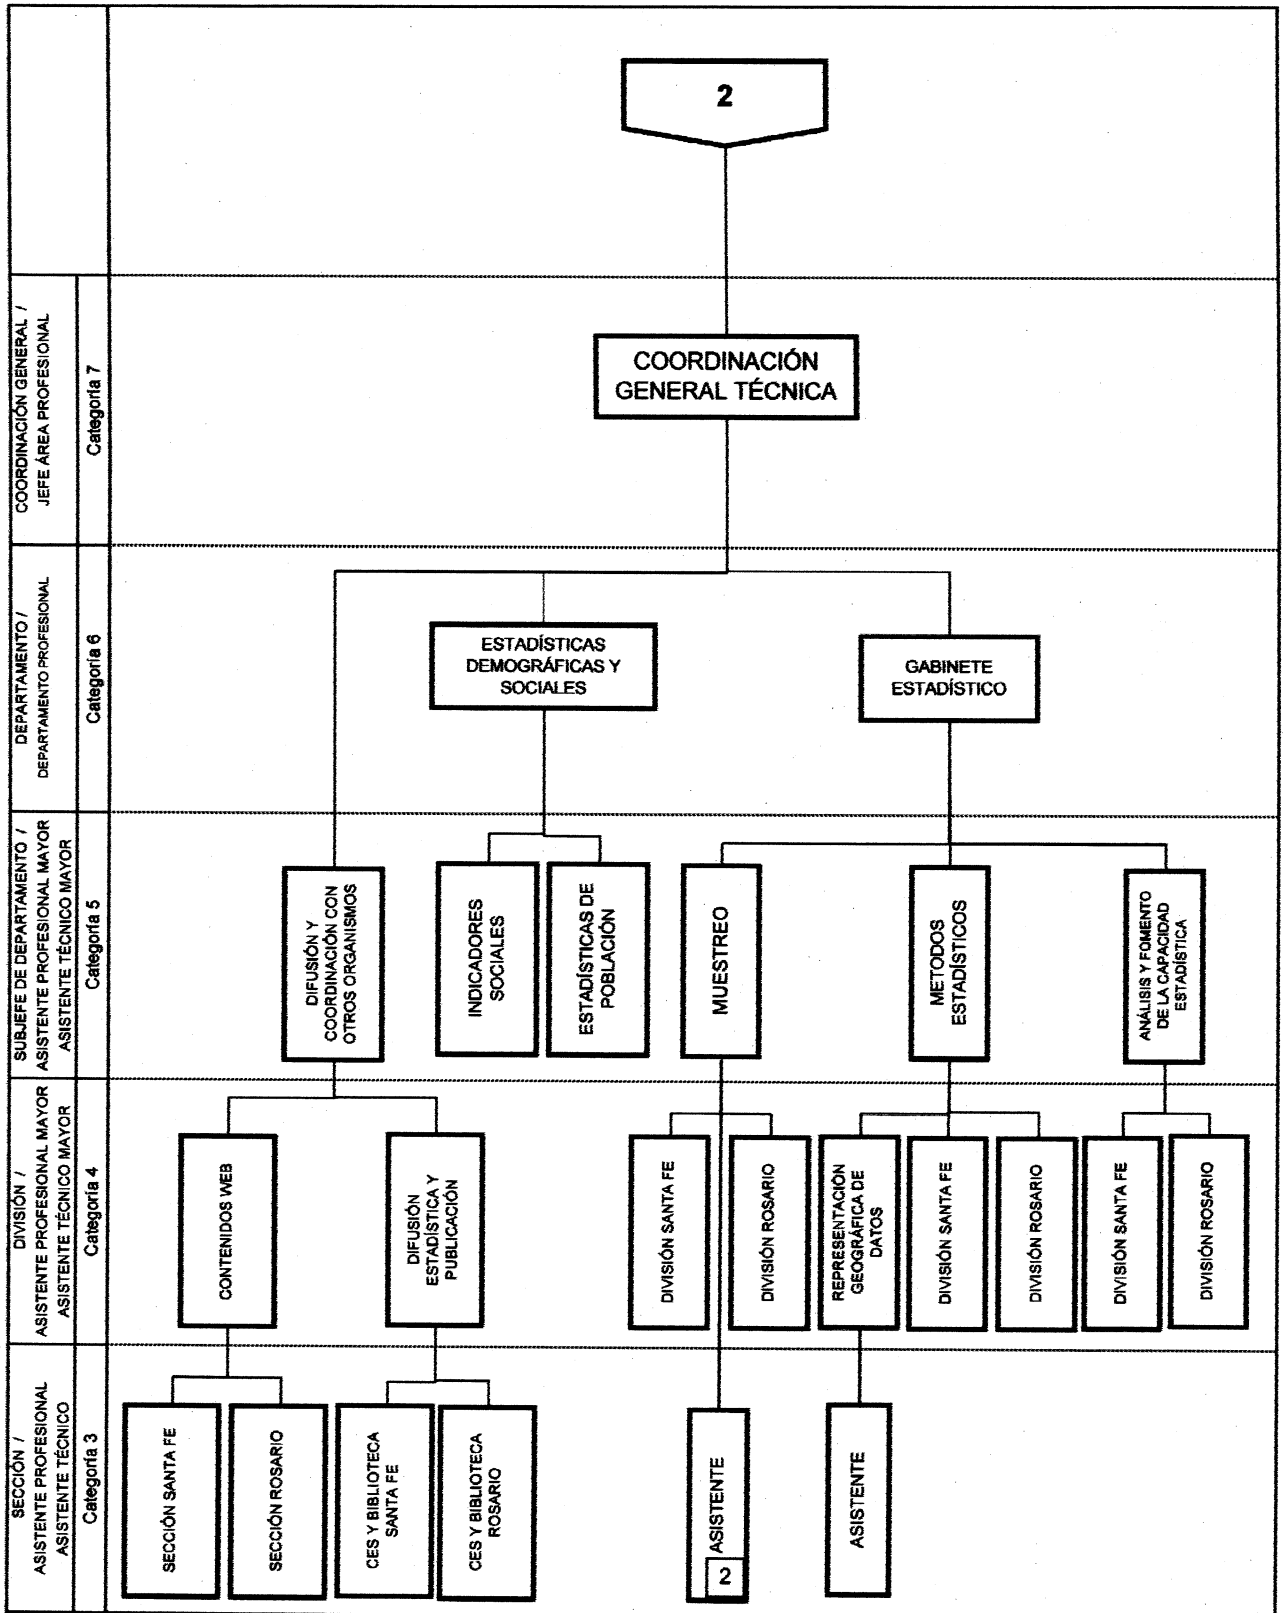 2
COORDINACIÓN GENERAL /
JEFE ÁREA PROFESIONAL
Categoría 7
COORDINACIÓN
GENERAL TÉCNICA
DEPARTAMENTO /
DEPARTAMENTO PROFESIONAL
Categoría 6
ESTADÍSTICAS
DEMOGRÁFICAS Y
SOCIALES
GABINETE
ESTADÍSTICO
SUBJEFE DE DEPARTAMENTO /
ASISTENTE PROFESIONAL MAYOR
ASISTENTE TÉCNICO MAYOR
Categoría 5
DIFUSIÓN Y
COORDINACIÓN CON
OTROS ORGANISMOS
INDICADORES
SOCIALES
ESTADÍSTICAS DE
POBLACIÓN
MUESTREO
METODOS
ESTADÍSTICOS
ANÁLISIS Y FOMENTO
DE LA CAPACIDAD
ESTADÍSTICA
DIVISIÓN /
ASISTENTE PROFESIONAL MAYOR
ASISTENTE TÉCNICO MAYOR
Categoría 4
CONTENIDOS WEB
DIFUSIÓN
ESTADÍSTICA Y
PUBLICACIÓN
DIVISIÓN SANTA FE
DIVISIÓN ROSARIO
REPRESENTACIÓN
GEOGRÁFICA DE
DATOS
DIVISIÓN SANTA FE
DIVISIÓN ROSARIO
DIVISIÓN SANTA FE
DIVISIÓN ROSARIO
SECCIÓN /
ASISTENTE PROFESIONAL
ASISTENTE TÉCNICO
Categoría 3
SECCIÓN SANTA FE
SECCIÓN ROSARIO
CES Y BIBLIOTECA
SANTA FE
CES Y BIBLIOTECA
ROSARIO
ASISTENTE
2
ASISTENTE